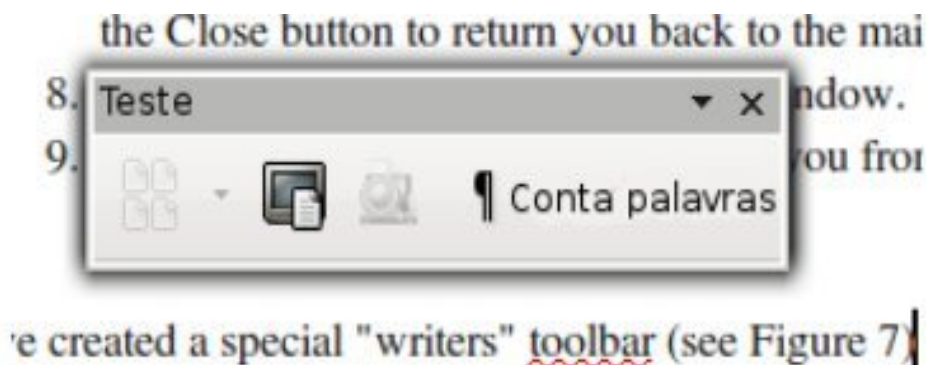 the Close button to return you back to the mai
8. ndow.
Teste
9. you fro
¶ Conta palavras
've created a special "writers" toolbar (see Figure 7)